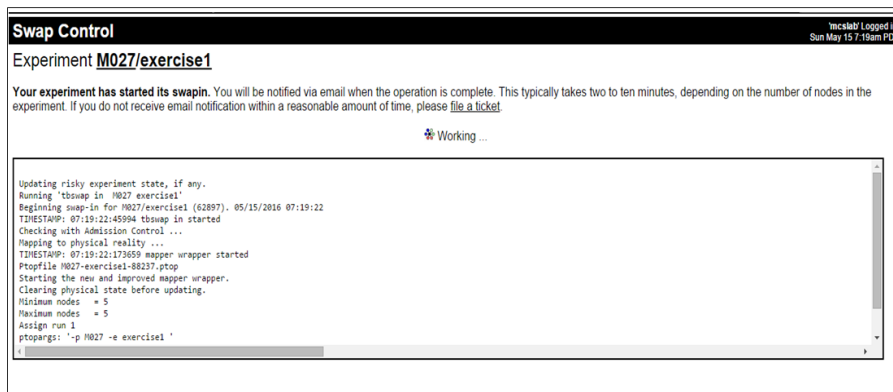 Swap Control
'mcslab' Logged i
Sun May 15 7:19am PD
Experiment M027/exercise1
Your experiment has started its swapin. You will be notified via email when the operation is complete. This typically takes two to ten minutes, depending on the number of nodes in the
experiment. If you do not receive email notification within a reasonable amount of time, please file a ticket.
Working ...
Updating risky experiment state, if any.
Running 'tbswap in  M027 exercise1'
Beginning swap-in for M027/exercise1 (62897). 05/15/2016 07:19:22
TIMESTAMP: 07:19:22:45994 tbswap in started
Checking with Admission Control ...
Mapping to physical reality ...
TIMESTAMP: 07:19:22:173659 mapper wrapper started
Ptopfile M027-exercise1-88237.ptop
Starting the new and improved mapper wrapper.
Clearing physical state before updating.
Minimum nodes   = 5
Maximum nodes   = 5
Assign run 1
ptopargs: '-p M027 -e exercise1 '